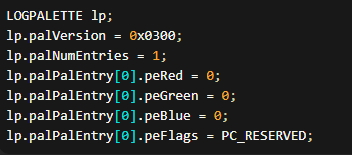 LOGPALETTE lp;
lp.palVersion = 0x0300;
lp.palNumEntries = 1;
lp.palPalEntry[0].peRed = 0;
lp.palPalEntry[0].peGreen = 0;
lp.palPalEntry[0].peBlue = 0;
lp.palPalEntry[0].peFlags = PC_RESERVED;